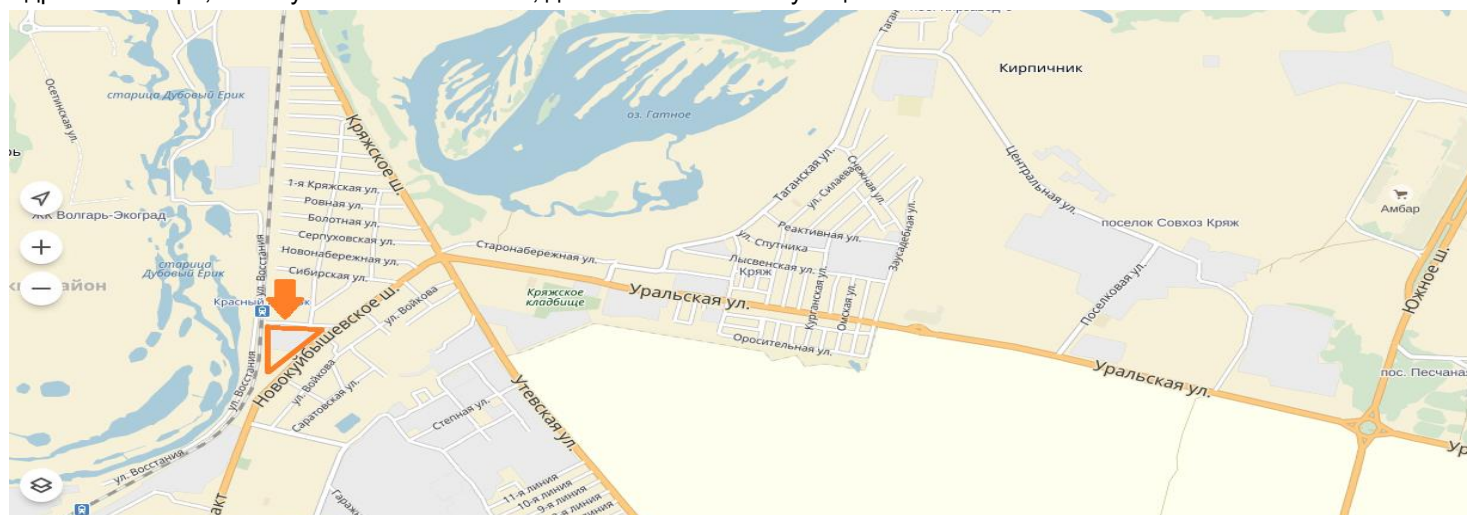 Кирпичник
старица Дубовый Ерик
Осетинская ул.
оз. Гатное
Кряжское ш.
Таганская ул.
Снежная ул.
ул. Силаева
Центральная ул.
1-я Кряжская ул.
Ровная ул.
ЖК Волгарь-Экоград
Болотная ул.
Амбар
Реактивная ул.
поселок Совхоз Кряж
Серпуховская ул.
ул. Спутника
Заусадебная ул.
Старонабережная ул.
Новонабережная ул.
Лысвенская ул.
ул. Восстания
старица
Дубовый Ерик
Сибирская ул.
Кряж
Южное ш.
Поселковая ул.
Кряжское
кладбище
Уральская ул.
Курганская ул.
Омская ул.
ул. Войкова
Новокуйбышевское ш.
Оросительная ул.
ул. Восстания
ул. Войкова
Уральская ул.
пос. Песчаная
Саратовская ул.
Степная ул.
Утевская ул.
ул. Восстания
11-я линия
10-я линия
9-я линия